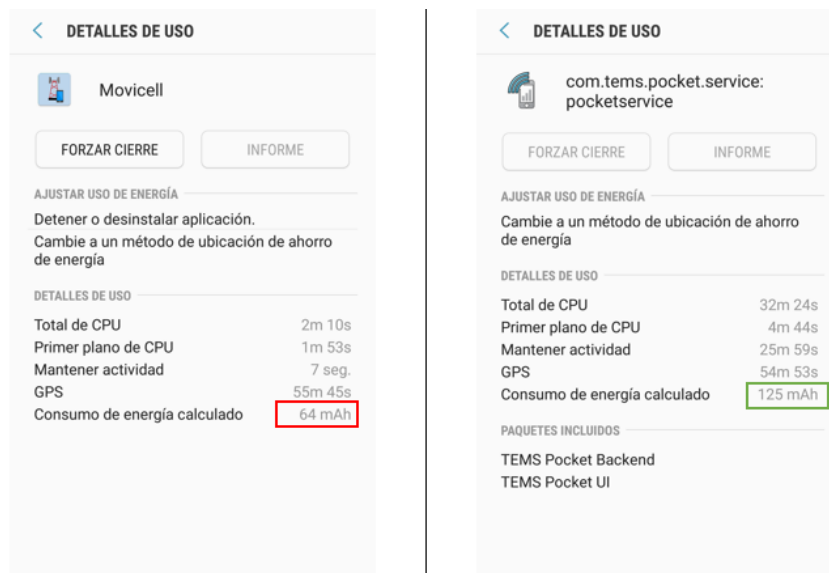 DETALLES DE USO
Movicell
FORZAR CIERRE
INFORME
AJUSTAR USO DE ENERGÍA
Detener o desinstalar aplicación.
Cambie a un método de ubicación de ahorro
de energía
DETALLES DE USO
Total de CPU 2m 10s
Primer plano de CPU 1m 53s
Mantener actividad 7 seg.
GPS 55m 45s
Consumo de energía calculado 64 mAh
DETALLES DE USO
com.tems.pocket.service:
pocketservice
FORZAR CIERRE
INFORME
AJUSTAR USO DE ENERGÍA
Cambie a un método de ubicación de ahorro
de energía
DETALLES DE USO
Total de CPU 32m 24s
Primer plano de CPU 4m 44s
Mantener actividad 25m 59s
GPS 54m 53s
Consumo de energía calculado 125 mAh
PAQUETES INCLUIDOS
TEMS Pocket Backend
TEMS Pocket UI